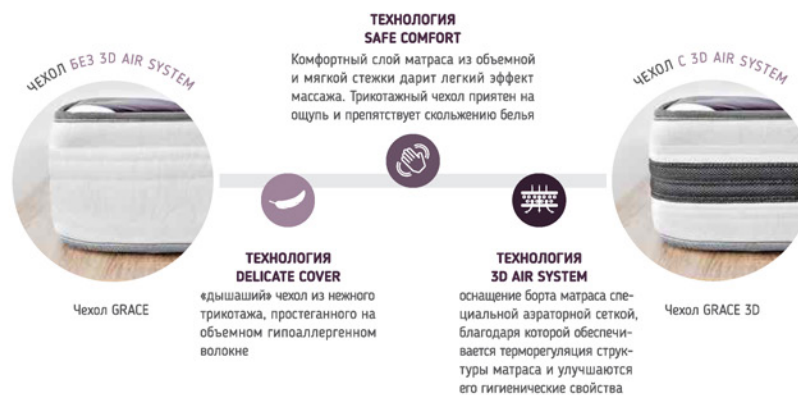 ЧЕХОЛ БЕЗ 3D AIR SYSTEM
Чехол GRACE
ТЕХНОЛОГИЯ
SAFE COMFORT
Комфортный слой матраса из объемной
и мягкой стежки дарит легкий эффект
массажа. Трикотажный чехол приятен на
ощупь и препятствует скольжению белья
ТЕХНОЛОГИЯ
DELICATE COVER
«дышаший» чехол из нежного
трикотажа, простеганного на
объемном гипоаллергенном
волокне
ТЕХНОЛОГИЯ
3D AIR SYSTEM
оснащение борта матраса спе-
циальной аэраторной сеткой,
благодаря которой обеспечи-
вается терморегуляция струк-
туры матраса и улучшаются
его гигиенические свойства
ЧЕХОЛ С 3D AIR SYSTEM
Чехол GRACE 3D